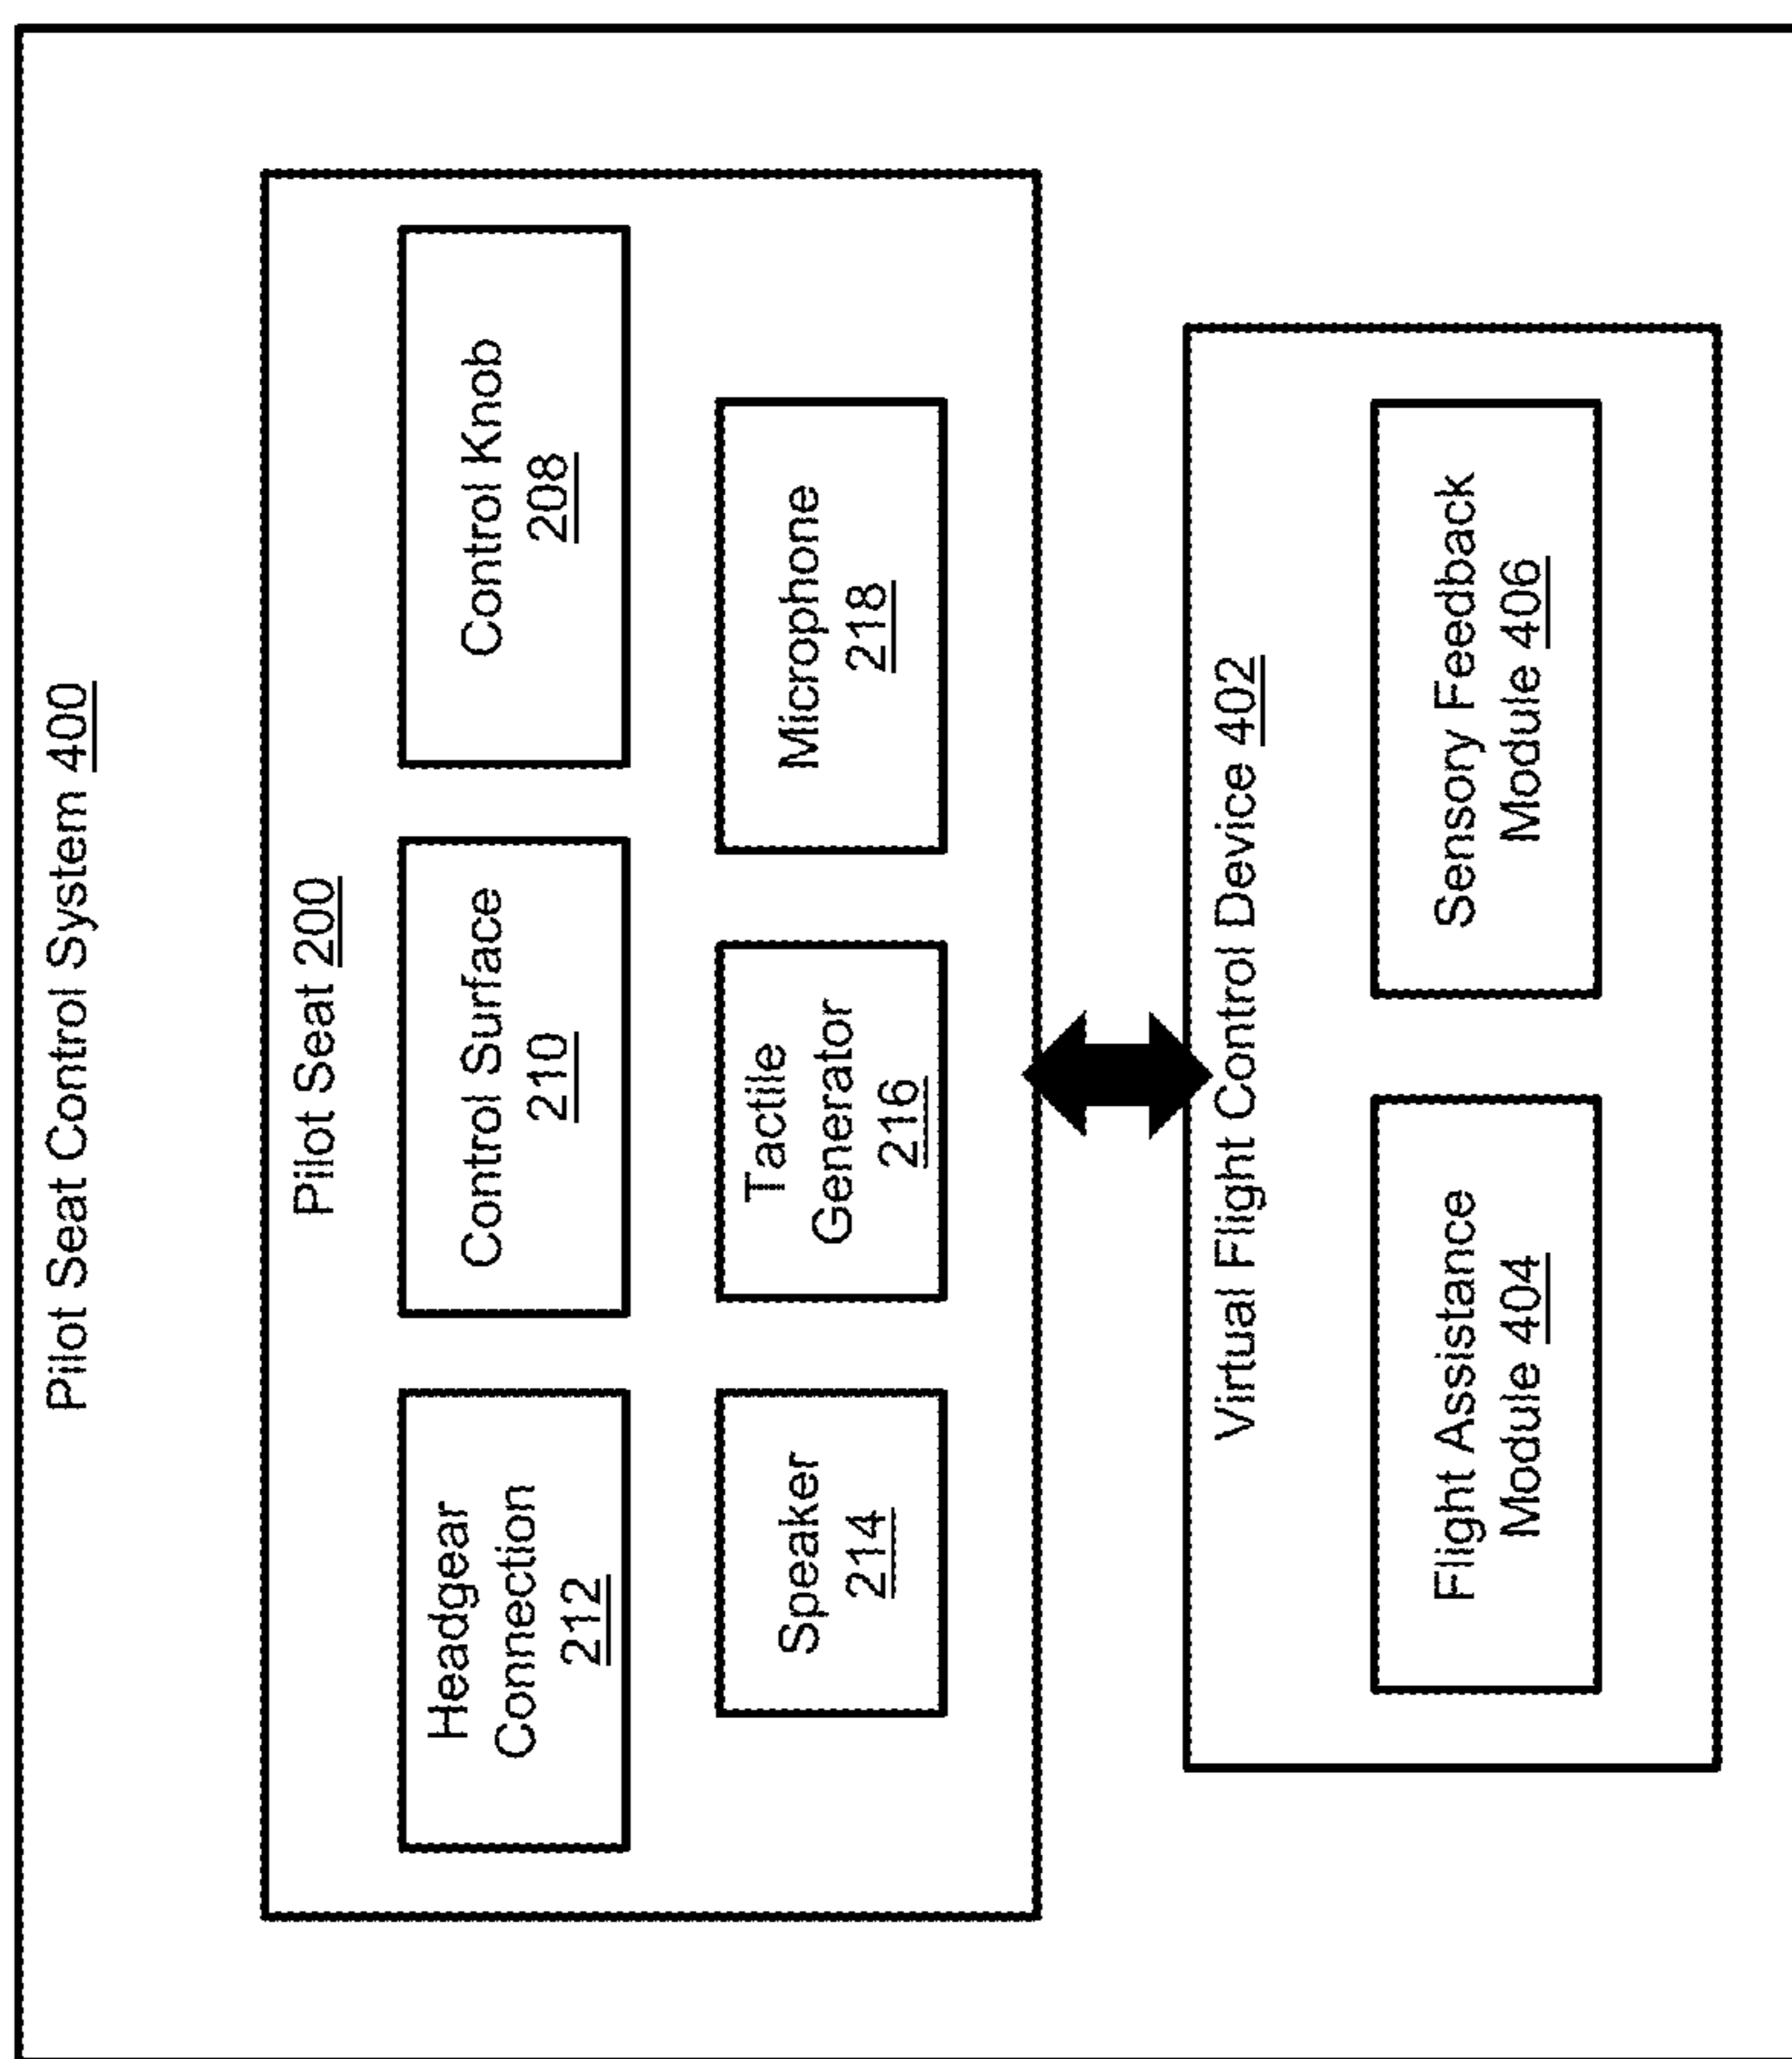 Pilot Seat Control System 400
Pilot Seat 200
Headgear
Connection
212
Control Surface
210
Control Knob
208
Speaker
214
Tactile
Generator
216
Microphone
218
Virtual Flight Control Device 402
Flight Assistance
Module 404
Sensory Feedback
Module 406